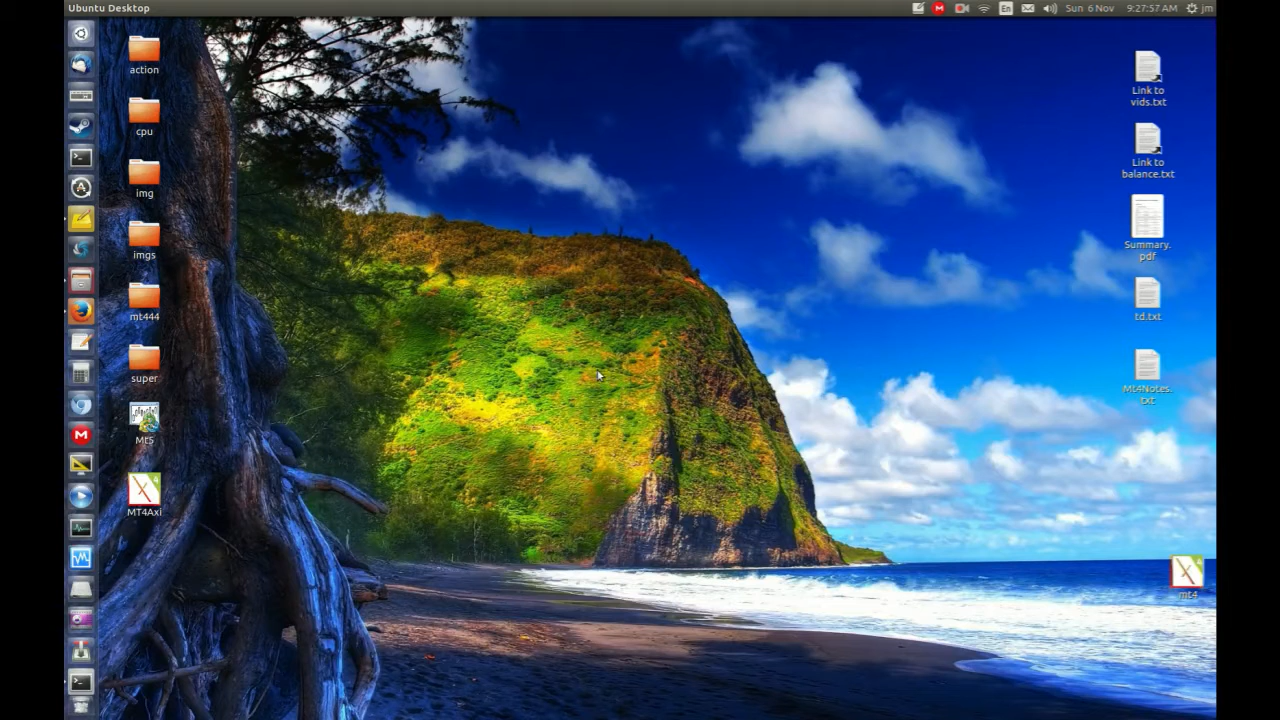 Ubuntu Desktop
En
Sun 6 Nov
9:27:57 AM
jm
action
cpu
img
imgs
mt444
super
Mt5
MT4Axi
Link to
vids.txt
Link to
balance.txt
Summary.
pdf
td.txt
Mt4Notes.
txt
mt4